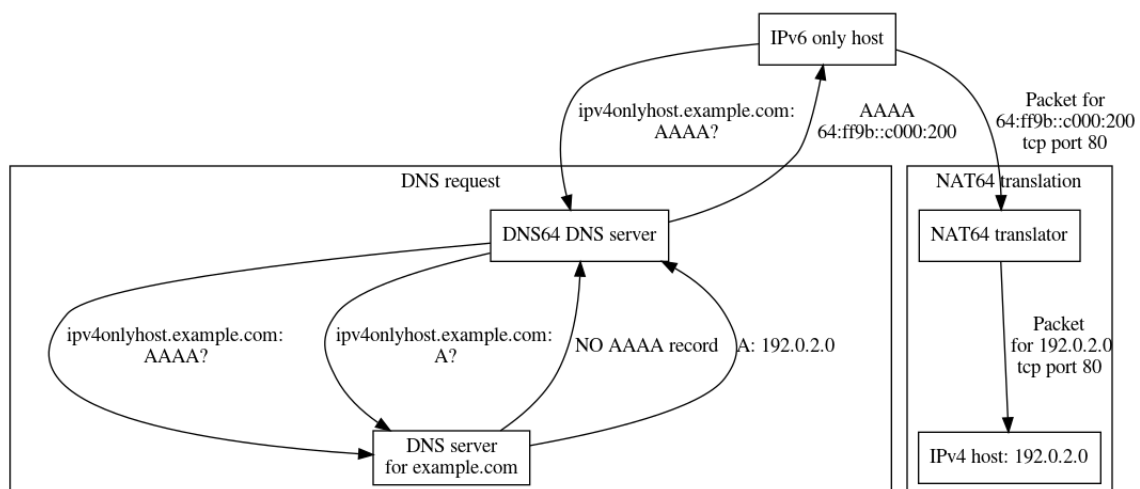 IPv6 only host
ipv4onlyhost.example.com:
AAAA?
AAAA
64:ff9b::c000:200
Packet for
64:ff9b::c000:200
tcp port 80
DNS request
NAT64 translation
DNS64 DNS server
NAT64 translator
ipv4onlyhost.example.com:
AAAA?
ipv4onlyhost.example.com:
A?
NO AAAA record
A: 192.0.2.0
Packet
for 192.0.2.0
tcp port 80
DNS server
for example.com
IPv4 host: 192.0.2.0